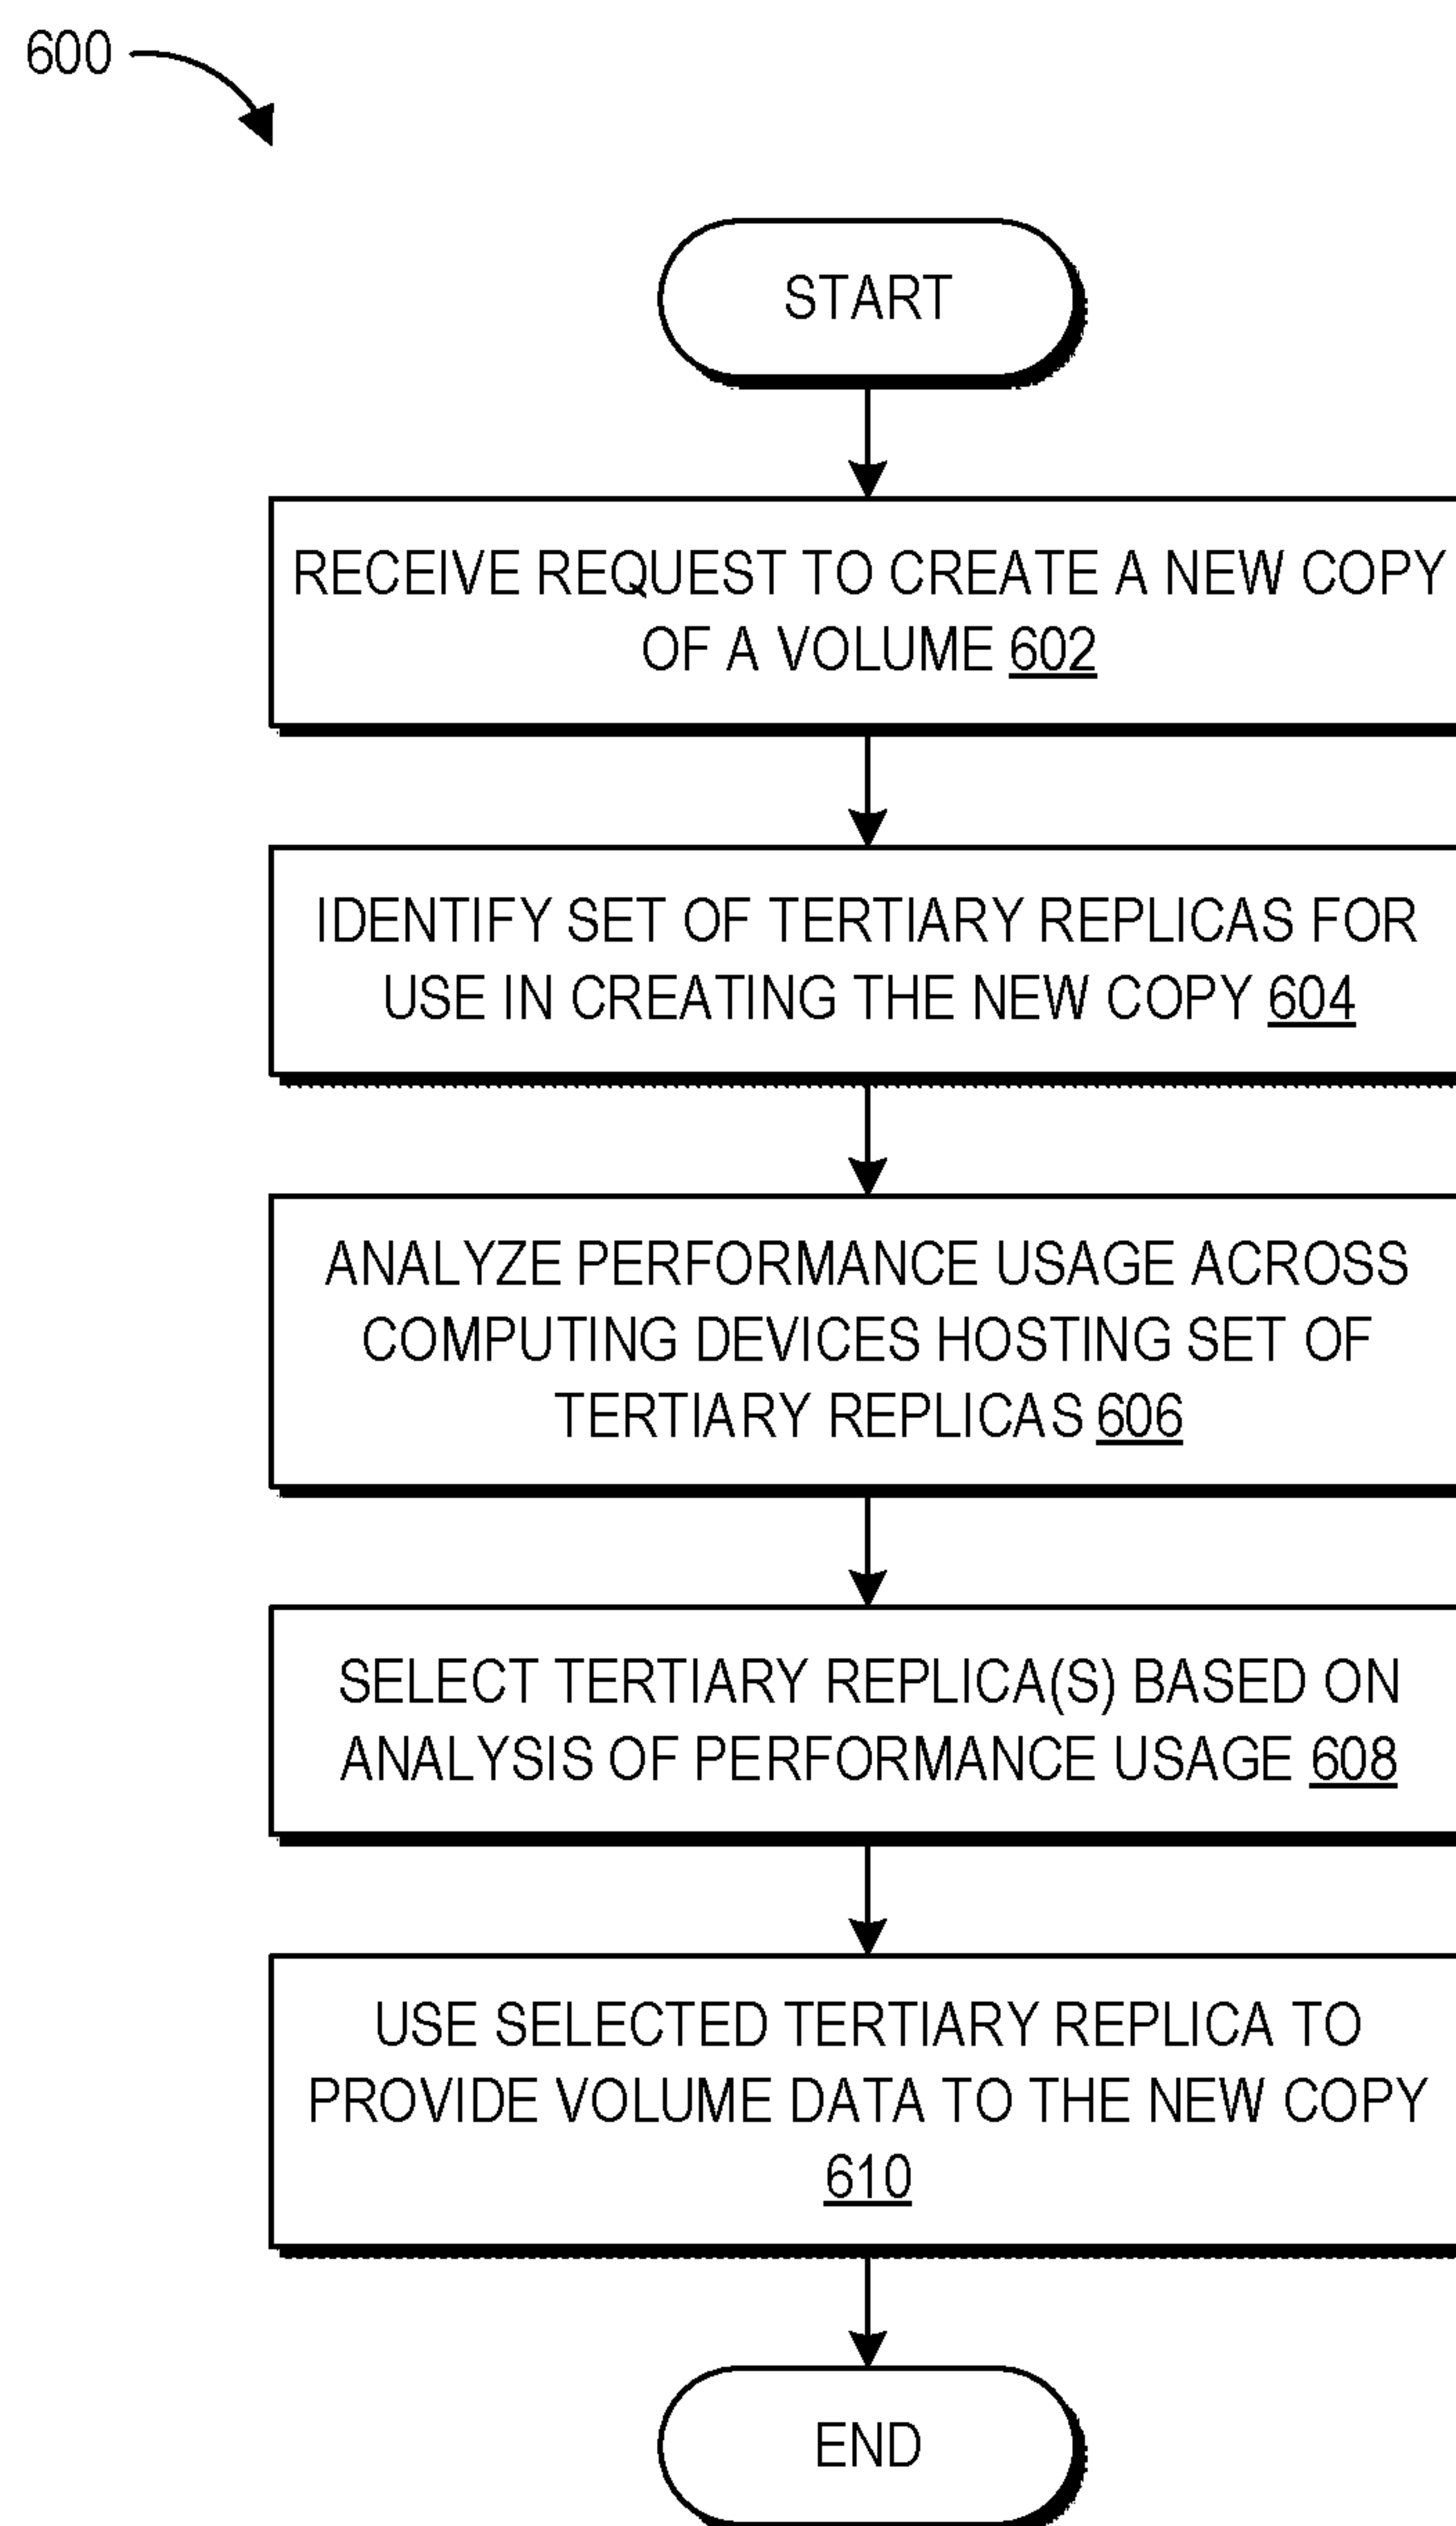 600
START
RECEIVE REQUEST TO CREATE A NEW COPY
OF A VOLUME 602
IDENTIFY SET OF TERTIARY REPLICAS FOR
USE IN CREATING THE NEW COPY 604
ANALYZE PERFORMANCE USAGE ACROSS
COMPUTING DEVICES HOSTING SET OF
TERTIARY REPLICAS 606
SELECT TERTIARY REPLICA(S) BASED ON
ANALYSIS OF PERFORMANCE USAGE 608
USE SELECTED TERTIARY REPLICA TO
PROVIDE VOLUME DATA TO THE NEW COPY
610
END